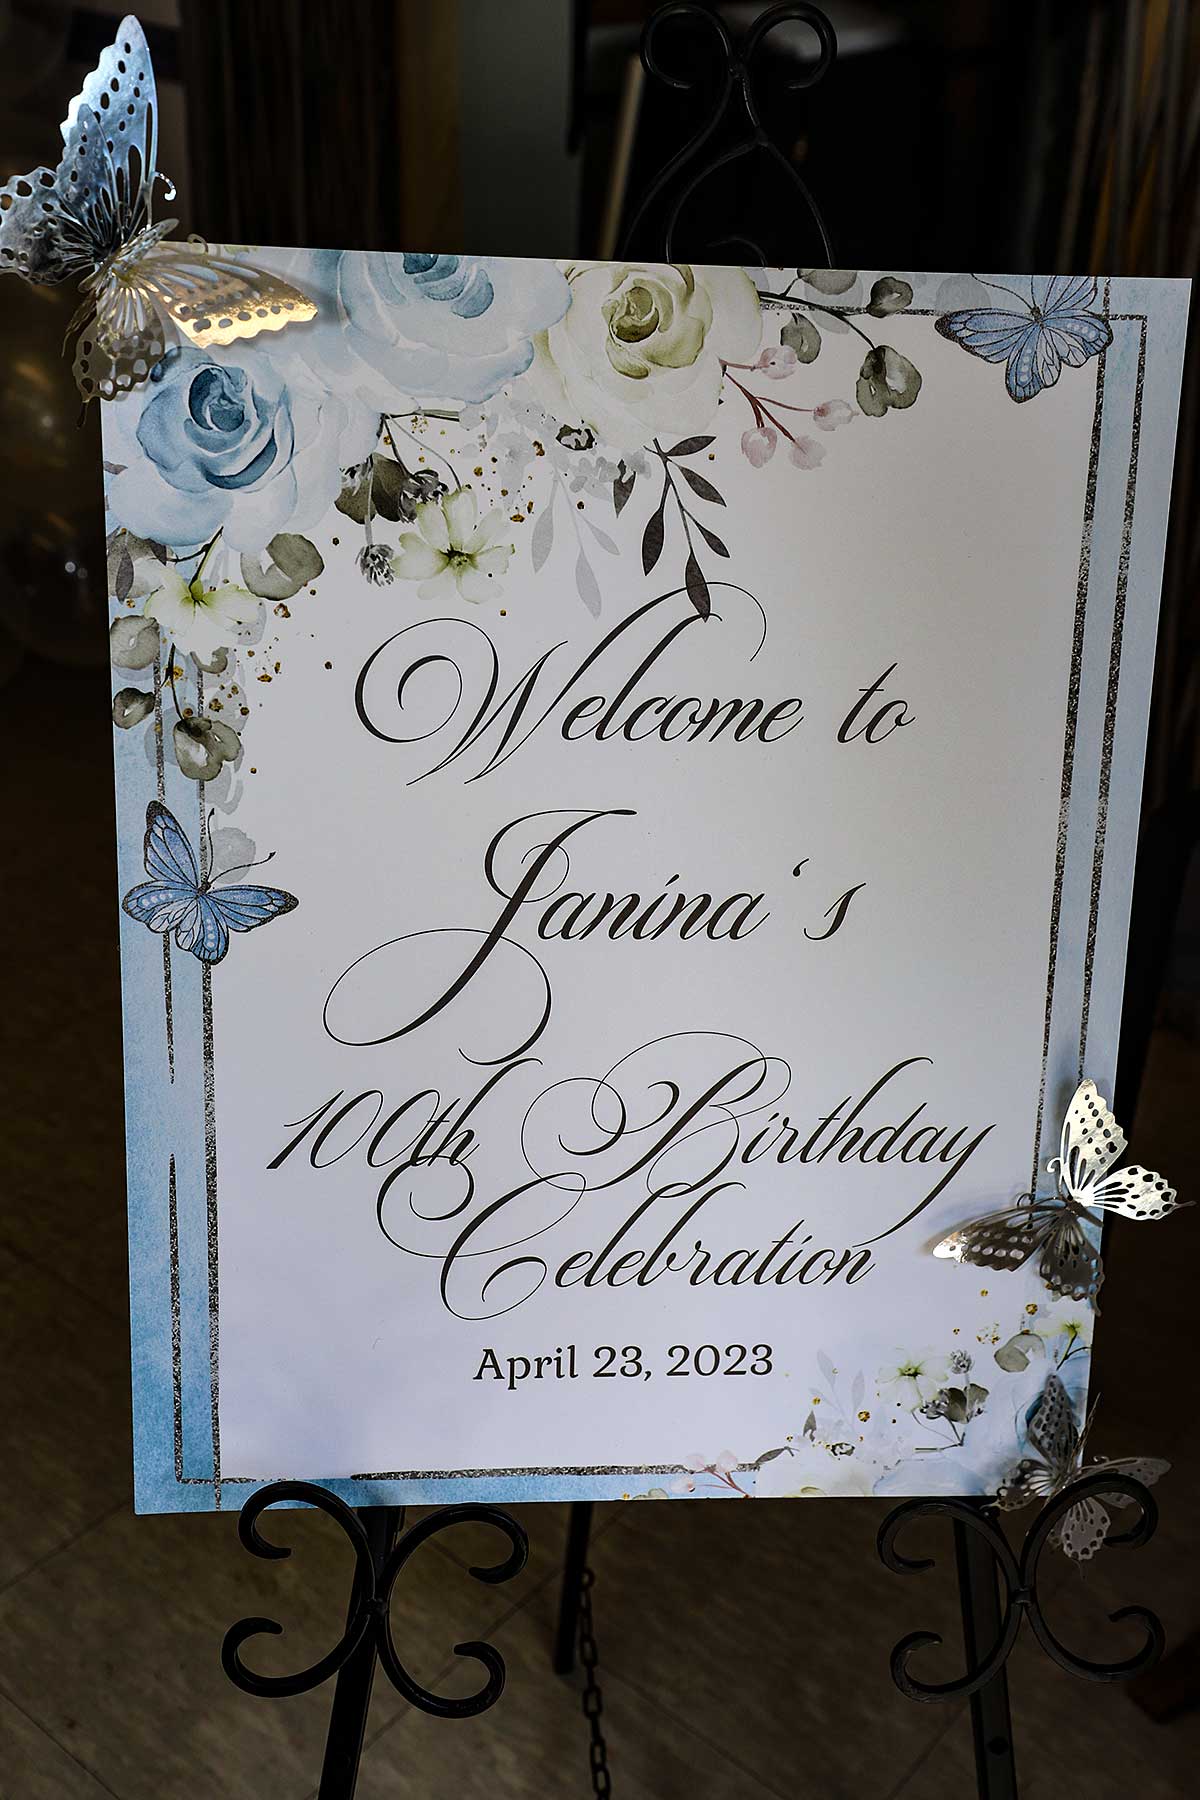 Welcome to
Janina‘s
100th Birthday
Celebration
April 23, 2023